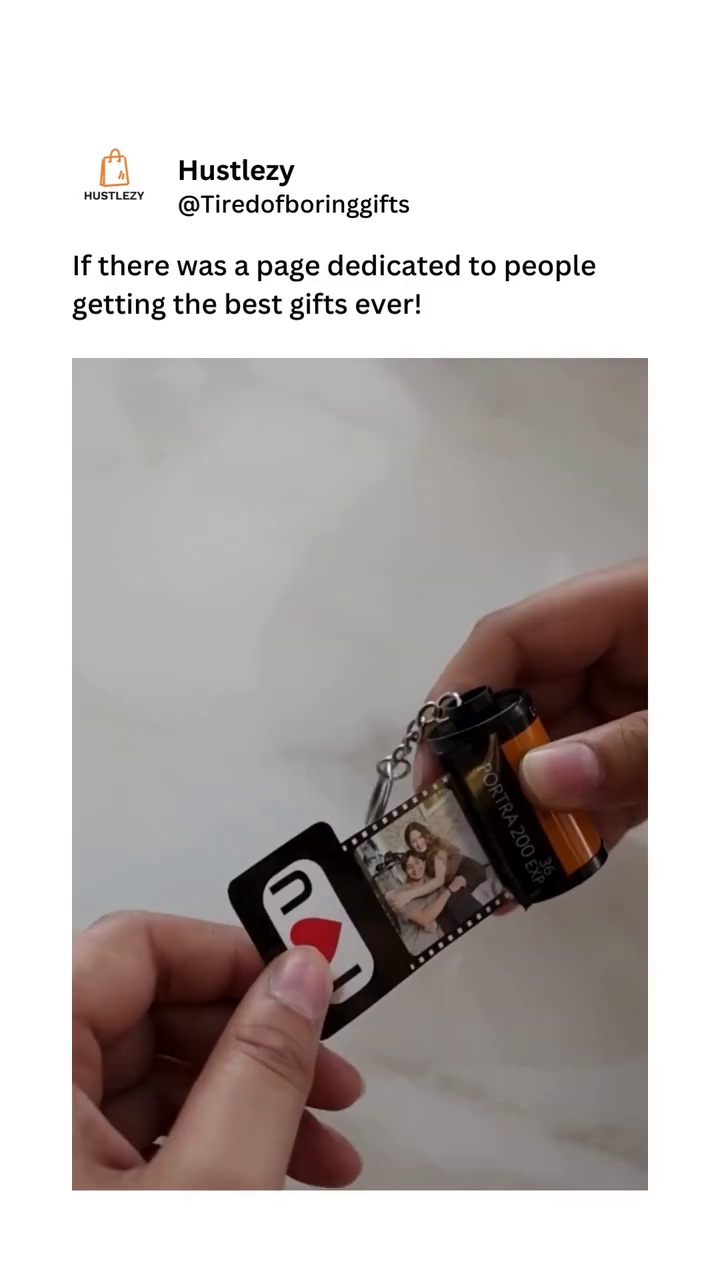 HUSTLEZY
Hustlezy
@Tiredofboringgifts
If there was a page dedicated to people
getting the best gifts ever!
PORTRA 200
36
EXP
I
U